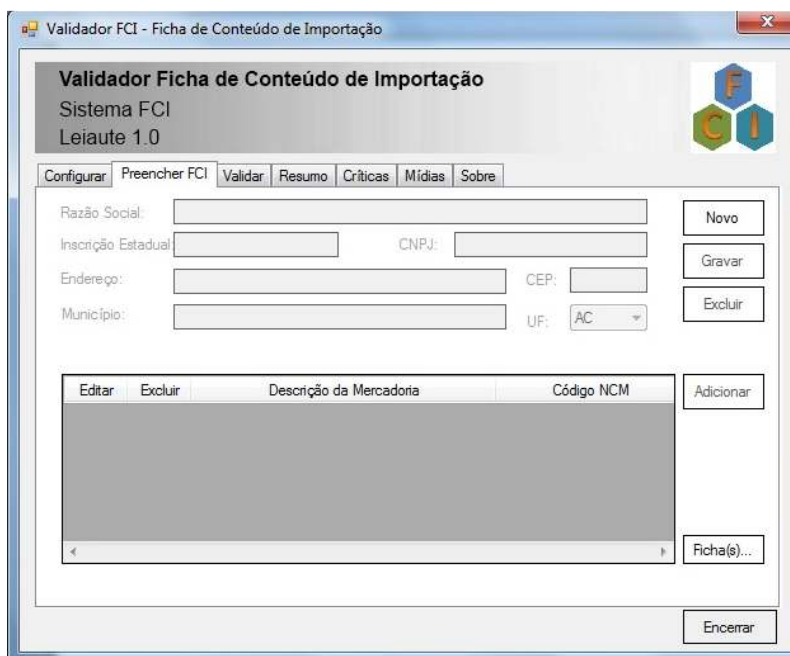 Validador FCI - Ficha de Conteúdo de Importação
Validador Ficha de Conteúdo de Importação
Sistema FCI
Leiaute 1.0
F
C I
Configurar Preencher FCI Validar Resumo Críticas Mídias Sobre
Razão Social:
Novo
Inscrição Estadual: CNPJ:
Gravar
Endereço: CEP:
Excluir
Município: UF: AC
Editar Excluir Descrição da Mercadoria Código NCM
Adicionar
Ficha(s)...
Encerrar